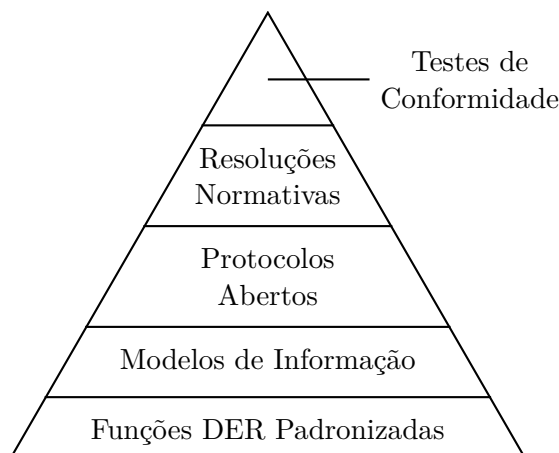 Testes de
Conformidade
Resoluções
Normativas
Protocolos
Abertos
Modelos de Informação
Funções DER Padronizadas